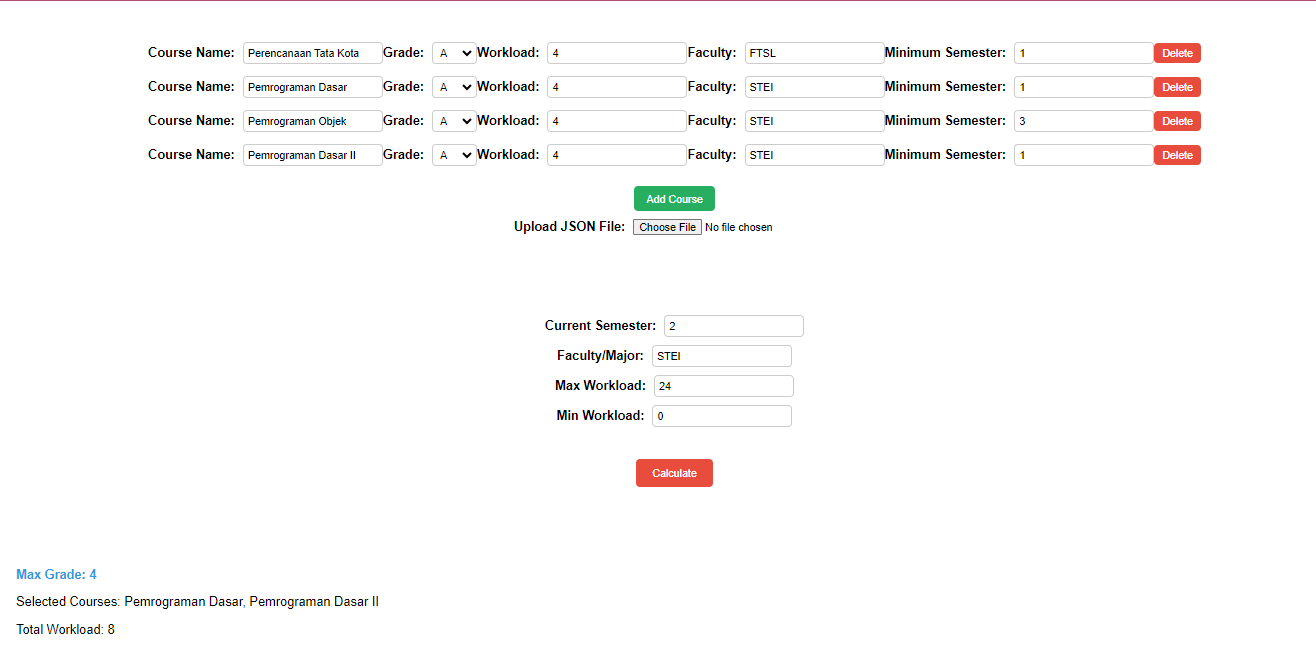 Course Name: Perencanaan Tata Kota Grade: A Workload: 4 Faculty: FTSL Minimum Semester: 1 Delete
Course Name: Pemrograman Dasar Grade: A Workload: 4 Faculty: STEI Minimum Semester: 1 Delete
Course Name: Pemrograman Objek Grade: A Workload: 4 Faculty: STEI Minimum Semester: 3 Delete
Course Name: Pemrograman Dasar II Grade: A Workload: 4 Faculty: STEI Minimum Semester: 1 Delete
Add Course
Upload JSON File: Choose File No file chosen
Current Semester: 2
Faculty/Major: STEI
Max Workload: 24
Min Workload: 0
Calculate
Max Grade: 4
Selected Courses: Pemrograman Dasar, Pemrograman Dasar II
Total Workload: 8